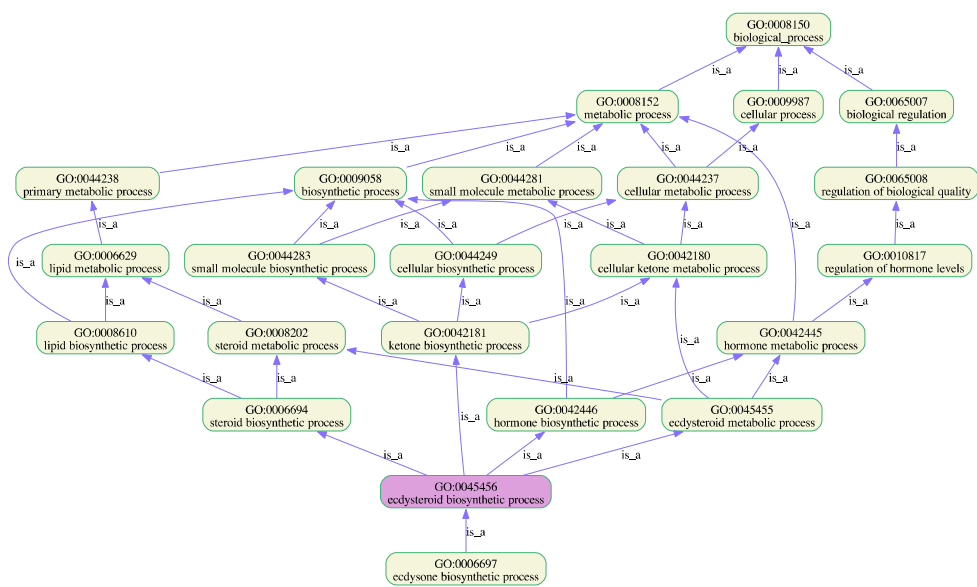 GO:0008150
biological_process
is_a
is_a
is_a
GO:0008152
metabolic process
GO:0009987
cellular process
GO:0065007
biological regulation
is_a
is_a
is_a
is_a
is_a
is_a
is_a
GO:0044238
primary metabolic process
GO:0009058
biosynthetic process
GO:0044281
small molecule metabolic process
GO:0044237
cellular metabolic process
GO:0065008
regulation of biological quality
is_a
is_a
is_a
is_a
is_a
is_a
is_a
is_a
is_a
GO:0006629
lipid metabolic process
GO:0044283
small molecule biosynthetic process
GO:0044249
cellular biosynthetic process
GO:0042180
cellular ketone metabolic process
GO:0010817
regulation of hormone levels
is_a
is_a
is_a
is_a
is_a
is_a
is_a
is_a
GO:0008610
lipid biosynthetic process
GO:0008202
steroid metabolic process
GO:0042181
ketone biosynthetic process
GO:0042445
hormone metabolic process
is_a
is_a
is_a
is_a
is_a
GO:0006694
steroid biosynthetic process
GO:0042446
hormone biosynthetic process
GO:0045455
ecdysteroid metabolic process
is_a
is_a
is_a
is_a
GO:0045456
ecdysteroid biosynthetic process
is_a
GO:0006697
ecdysone biosynthetic process